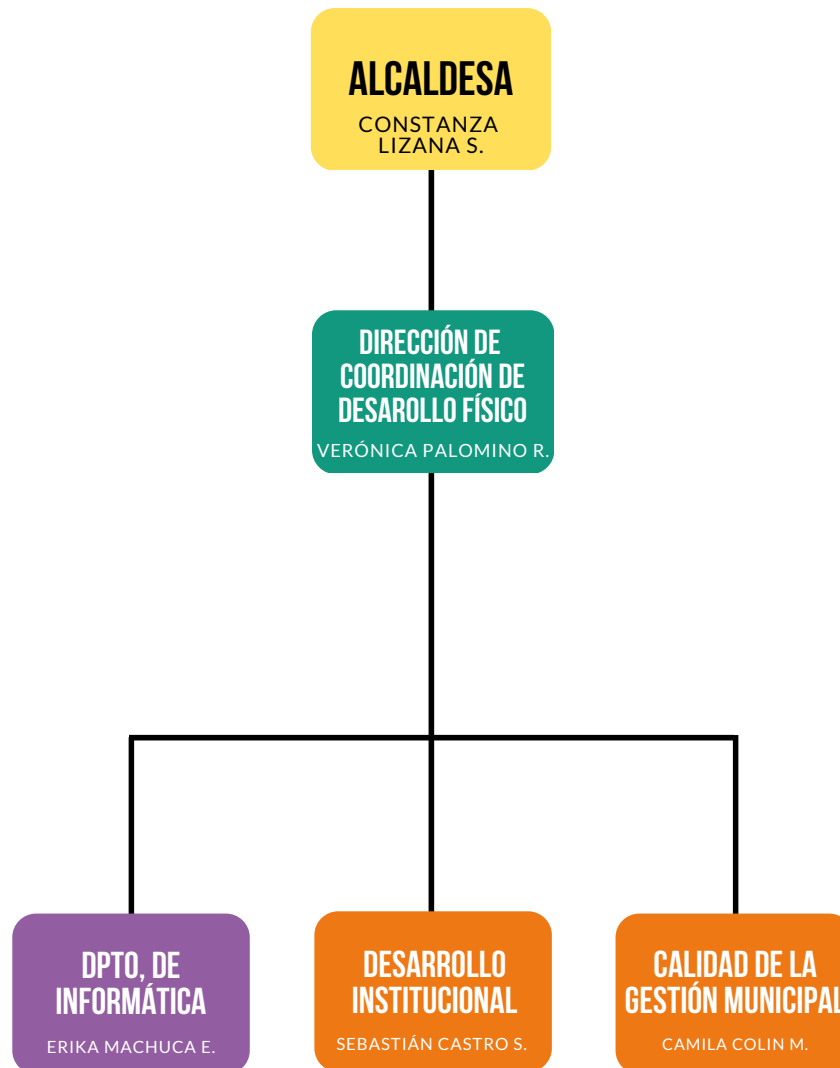 ALCALDESA
CONSTANZA
LIZANA S.
DIRECCIÓN DE
COORDINACIÓN DE
DESAROLLO FÍSICO
VERÓNICA PALOMINO R.
DPTO, DE
INFORMÁTICA
ERIKA MACHUCA E.
DESARROLLO
INSTITUCIONAL
SEBASTIÁN CASTRO S.
CALIDAD DE LA
GESTIÓN MUNICIPAL
CAMILA COLIN M.